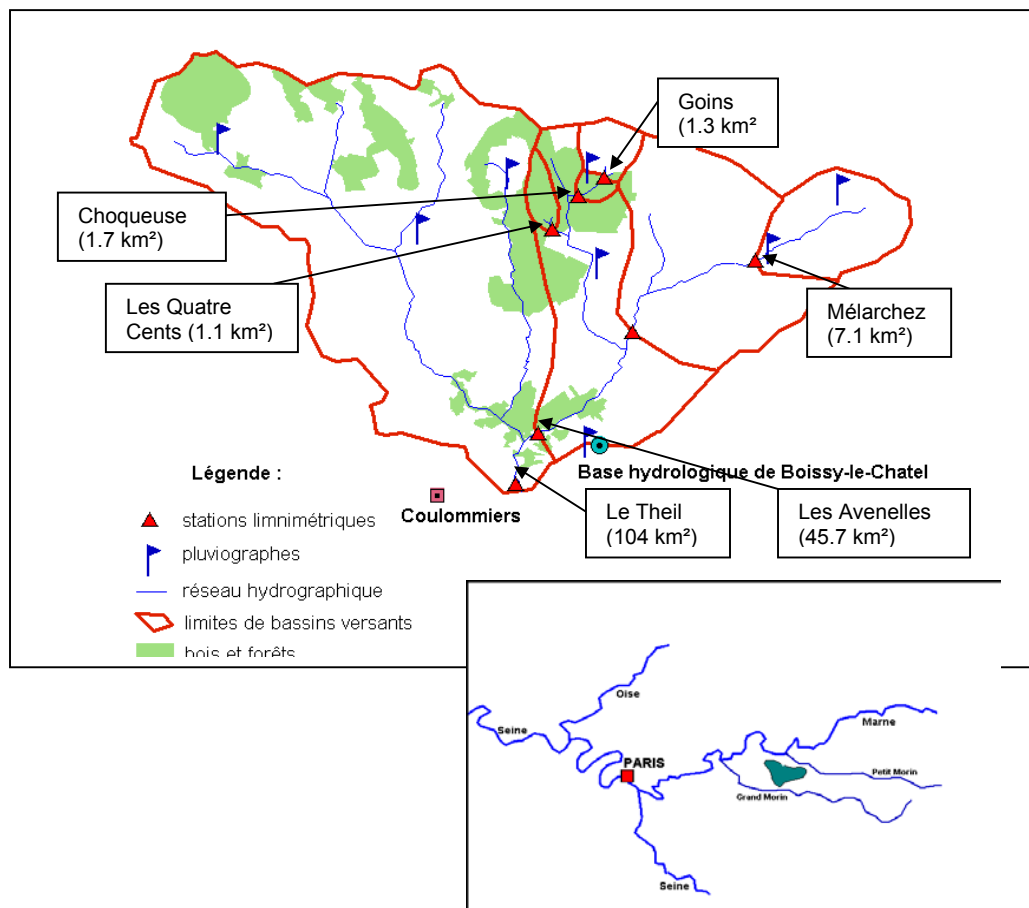 Goins
(1.3 km²
Choqueuse
(1.7 km²)
Les Quatre
Cents (1.1 km²)
Mélarchez
(7.1 km²)
Légende :
Base hydrologique de Boissy-le-Chatel
Coulommiers
Le Theil
(104 km²)
Les Avenelles
(45.7 km²)
stations limnimétriques
pluviographes
réseau hydrographique
limites de bassins versants
bois et forêts
Oise
Seine
Marne
PARIS
Petit Morin
Grand Morin
Seine